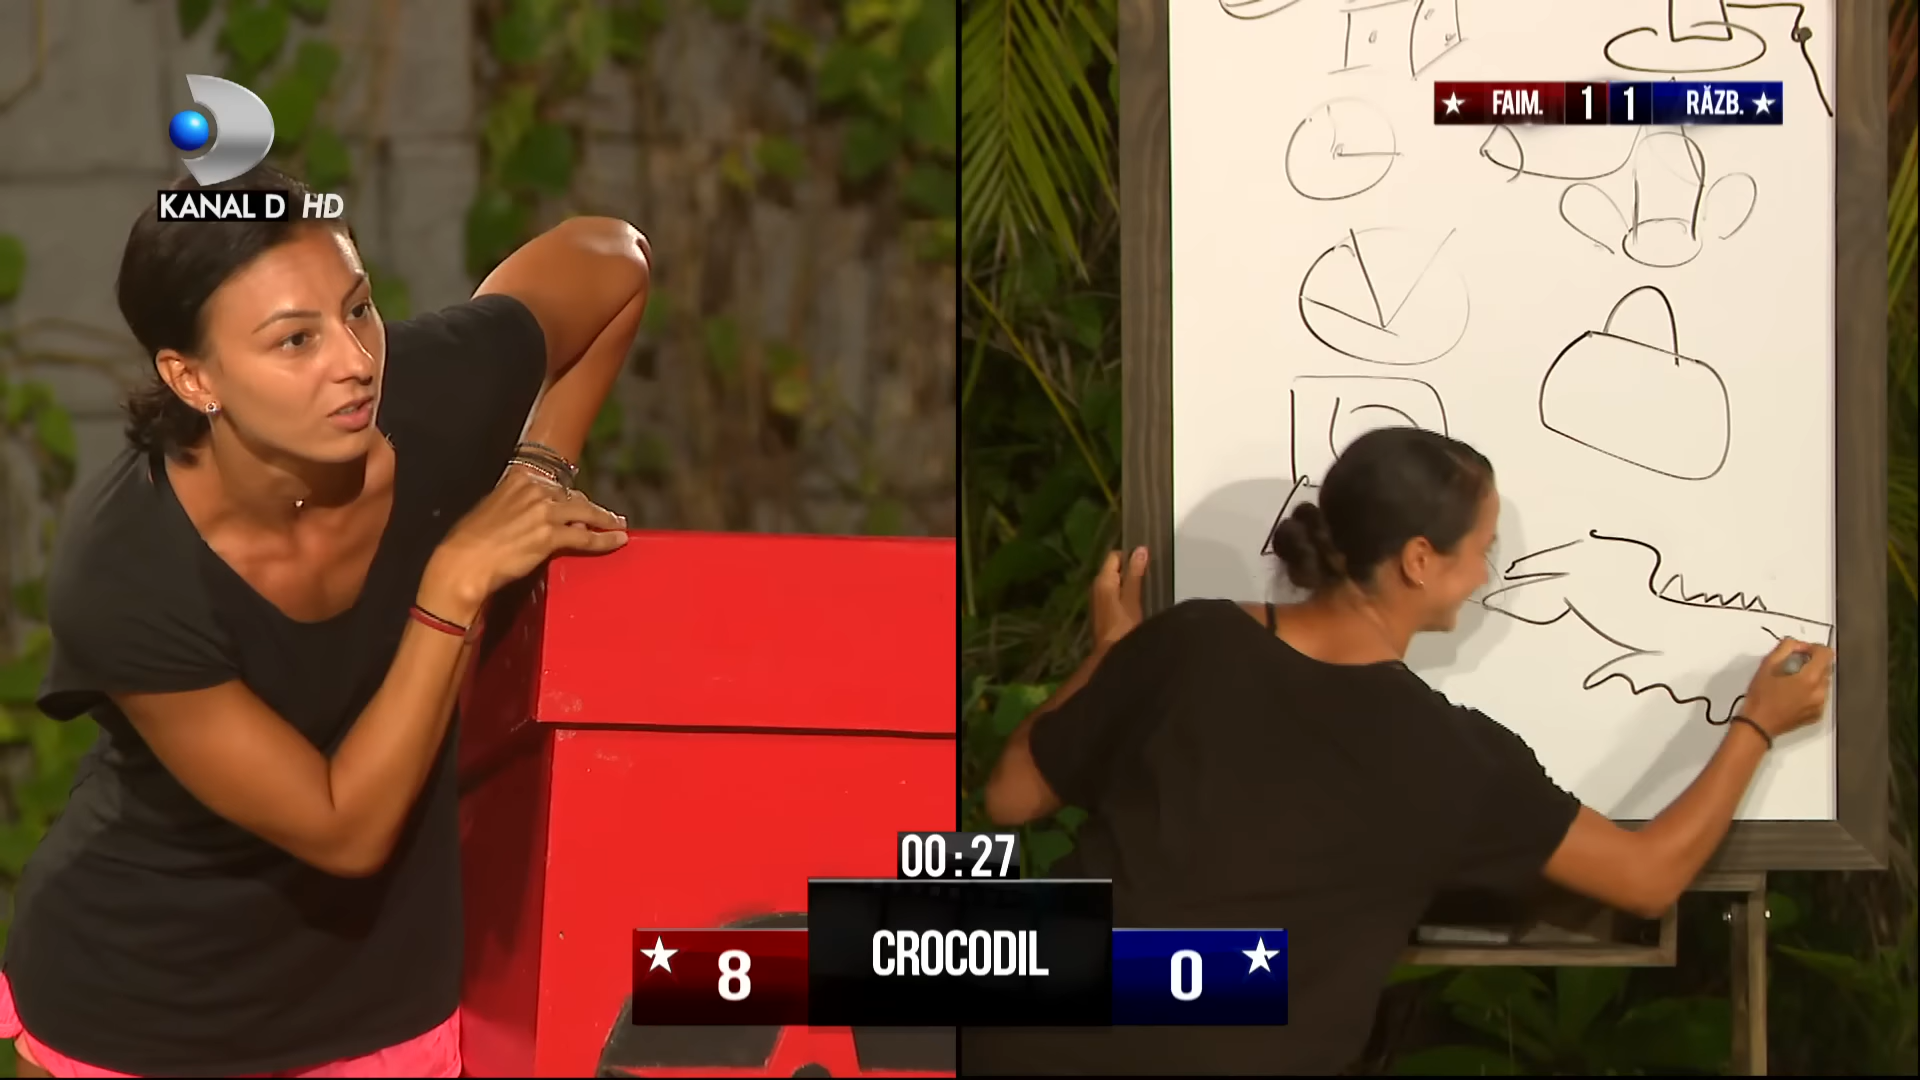 KANAL D HD
★ FAIM. 1 1 RĂZB. ★
00:27
★ 8 CROCODIL 0 ★